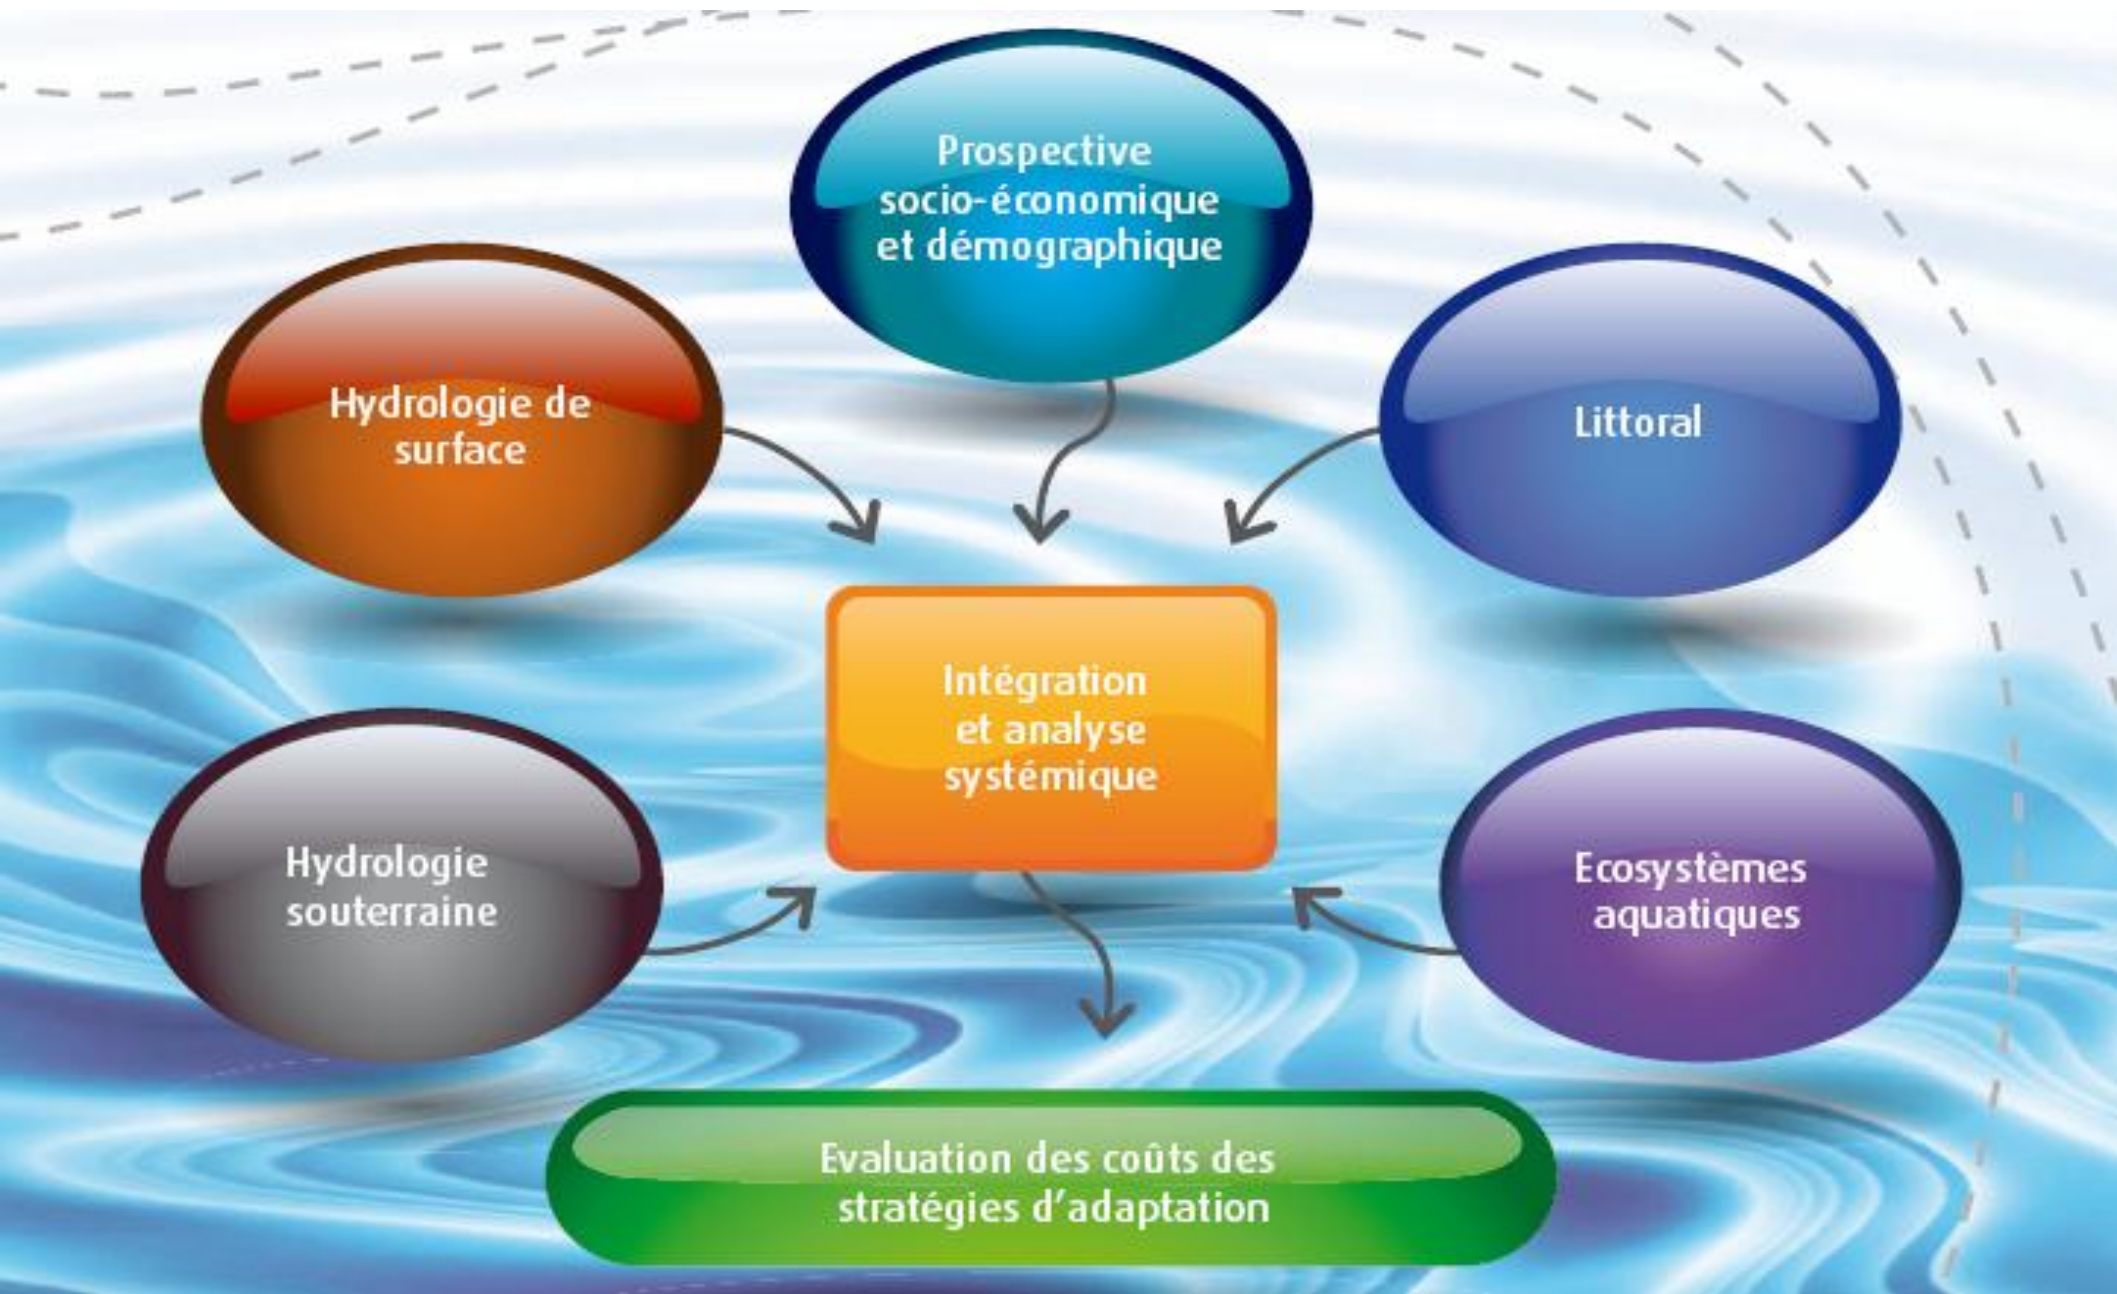 Prospective
socio-économique
et démographique
Hydrologie de
surface
Littoral
Intégration
et analyse
systémique
Hydrologie
souterraine
Ecosystèmes
aquatiques
Evaluation des coûts des
stratégies d’adaptation